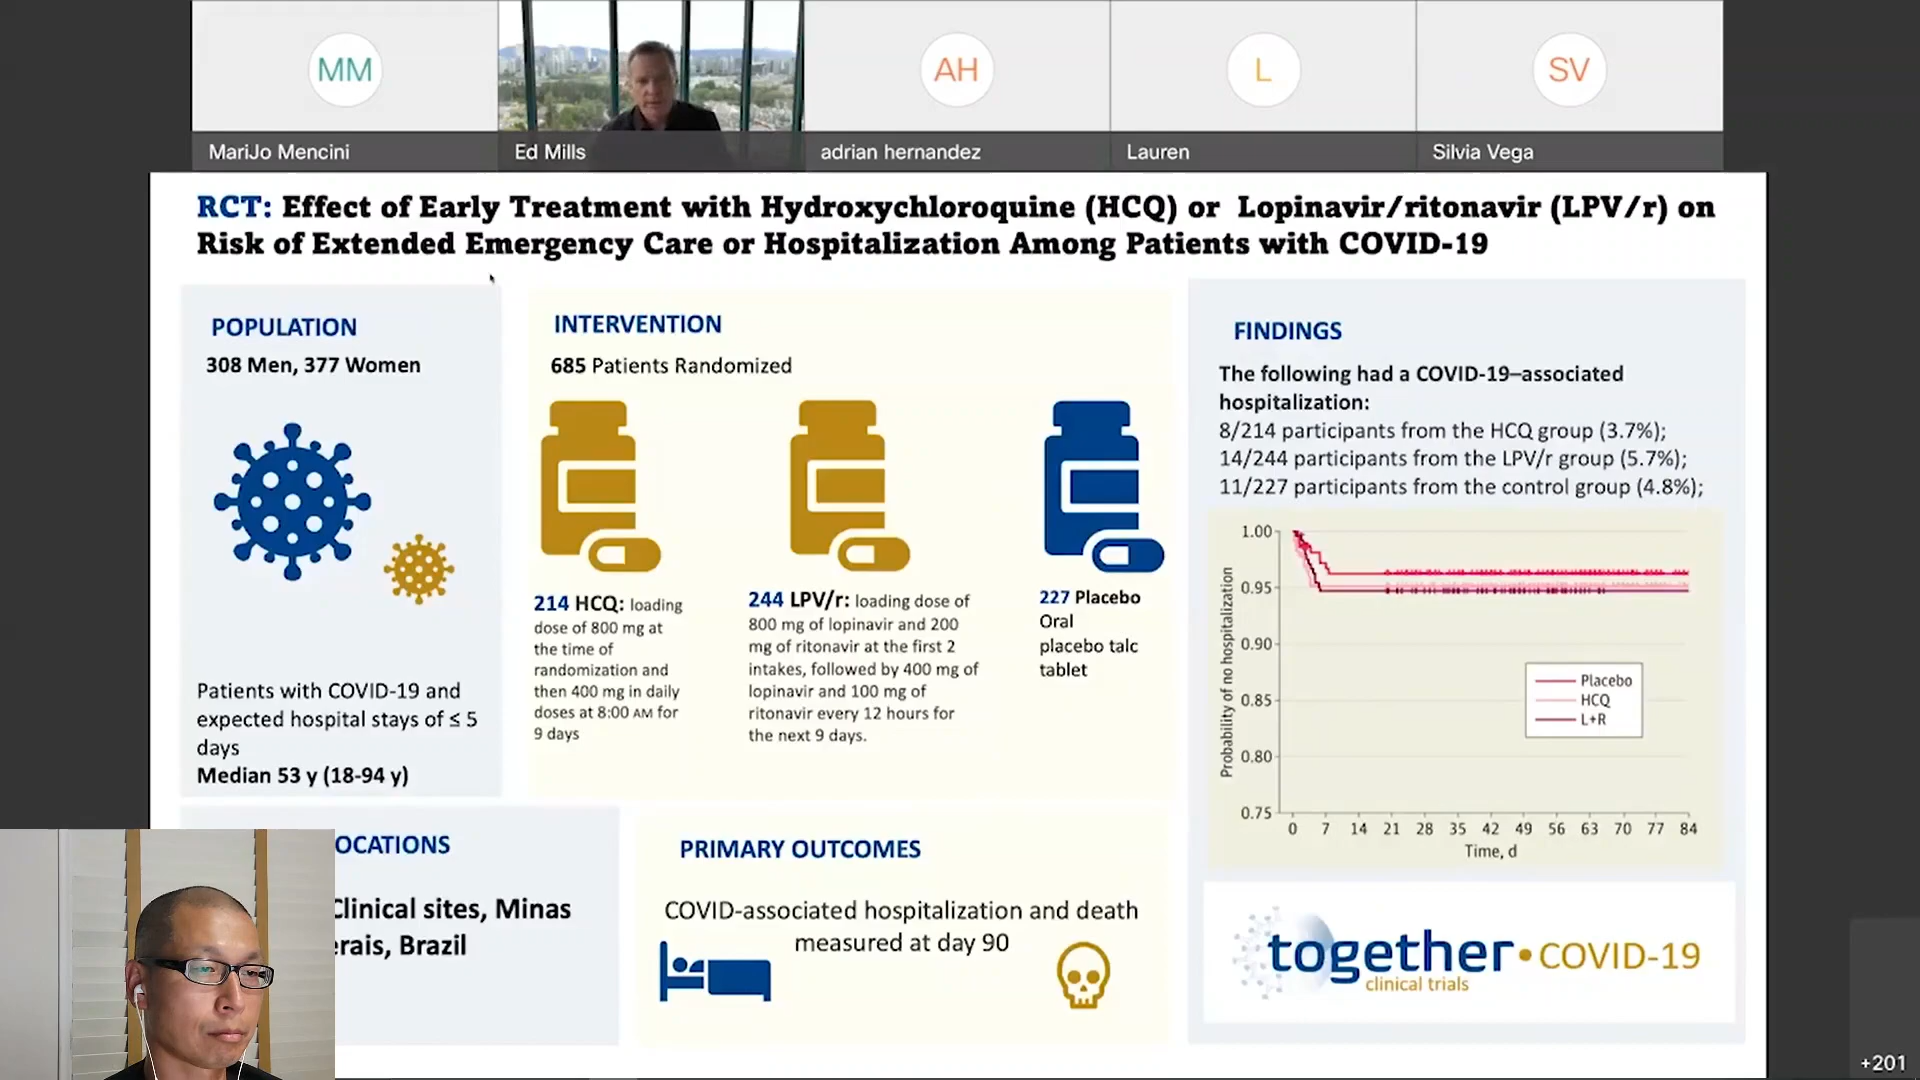 MM
AH
L
SV
MariJo Mencini
Ed Mills
adrian hernandez
Lauren
Silvia Vega
RCT: Effect of Early Treatment with Hydroxychloroquine (HCQ) or Lopinavir/ritonavir (LPV/r) on
Risk of Extended Emergency Care or Hospitalization Among Patients with COVID-19
POPULATION
308 Men, 377 Women
Patients with COVID-19 and
expected hospital stays of ≤ 5
days
Median 53 y (18-94 y)
INTERVENTION
685 Patients Randomized
214 HCQ: loading
dose of 800 mg at
the time of
randomization and
then 400 mg in daily
doses at 8:00 AM for
9 days
244 LPV/r: loading dose of
800 mg of lopinavir and 200
mg of ritonavir at the first 2
intakes, followed by 400 mg of
lopinavir and 100 mg of
ritonavir every 12 hours for
the next 9 days.
227 Placebo
Oral
placebo talc
tablet
FINDINGS
The following had a COVID-19–associated
hospitalization:
8/214 participants from the HCQ group (3.7%);
14/244 participants from the LPV/r group (5.7%);
11/227 participants from the control group (4.8%);
Probability of no hospitalization
1.00
0.95
0.90
0.85
0.80
0.75
Placebo
HCQ
L+R
0 7 14 21 28 35 42 49 56 63 70 77 84
Time, d
OCATIONS
Clinical sites, Minas
erais, Brazil
PRIMARY OUTCOMES
COVID-associated hospitalization and death
measured at day 90
together•COVID-19
clinical trials
+201